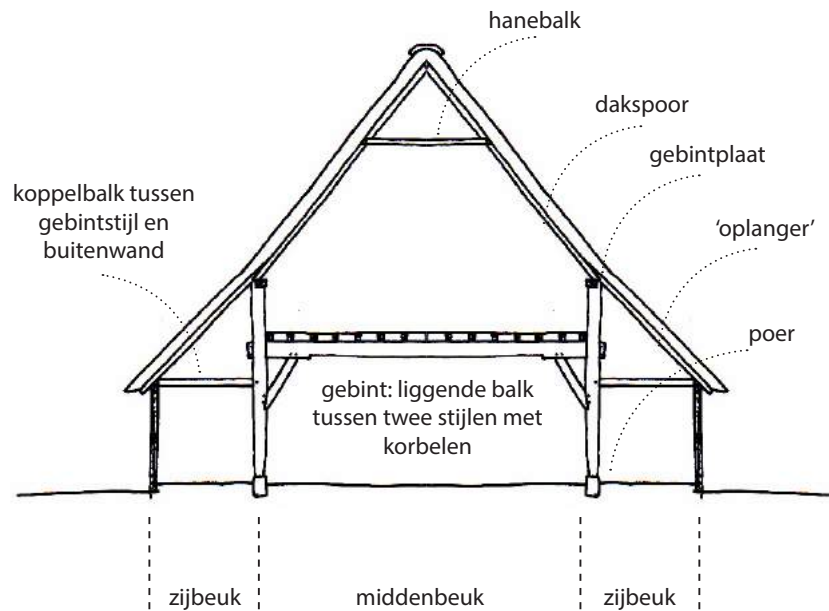 hanebalk
dakspoor
gebintplaat
koppelbalk tussen
gebintstijl en
buitenwand
‘oplanger’
poer
gebint: liggende balk
tussen twee stijlen met
korbelen
zijbeuk
middenbeuk
zijbeuk